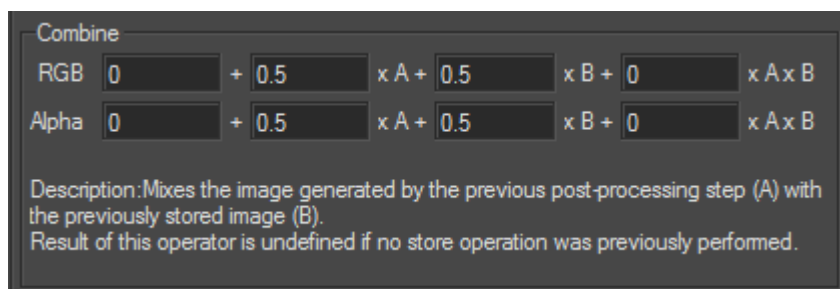 Combine
RGB 0 + 0.5 x A + 0.5 x B + 0 x A x B
Alpha 0 + 0.5 x A + 0.5 x B + 0 x A x B
Description:Mixes the image generated by the previous post-processing step (A) with
the previously stored image (B).
Result of this operator is undefined if no store operation was previously performed.